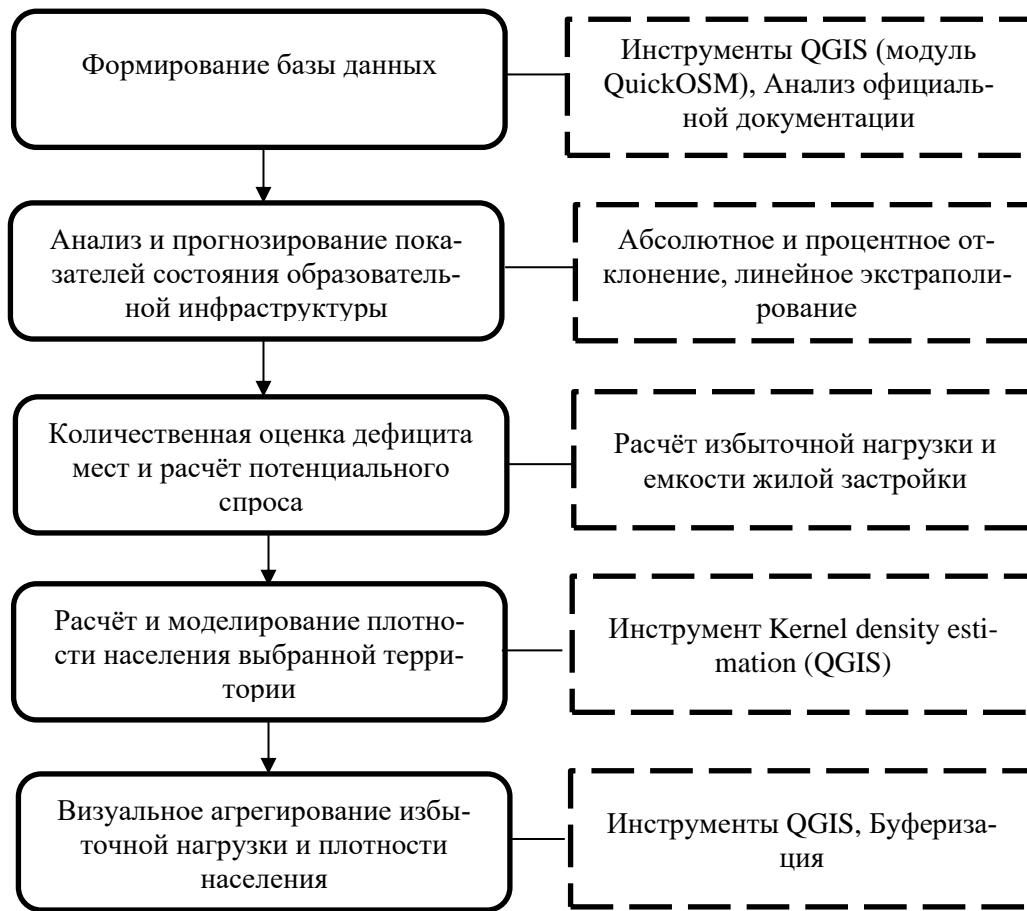 Формирование базы данных
Инструменты QGIS (модуль
QuickOSM), Анализ официаль-
ной документации
Анализ и прогнозирование пока-
зателей состояния образователь-
ной инфраструктуры
Абсолютное и процентное от-
клонение, линейное экстраполи-
рование
Количественная оценка дефицита
мест и расчёт потенциального
спроса
Расчёт избыточной нагрузки и
емкости жилой застройки
Расчёт и моделирование плотно-
сти населения выбранной терри-
тории
Инструмент Kernel density esti-
mation (QGIS)
Визуальное агрегирование избы-
точной нагрузки и плотности
населения
Инструменты QGIS, Буфериза-
ция